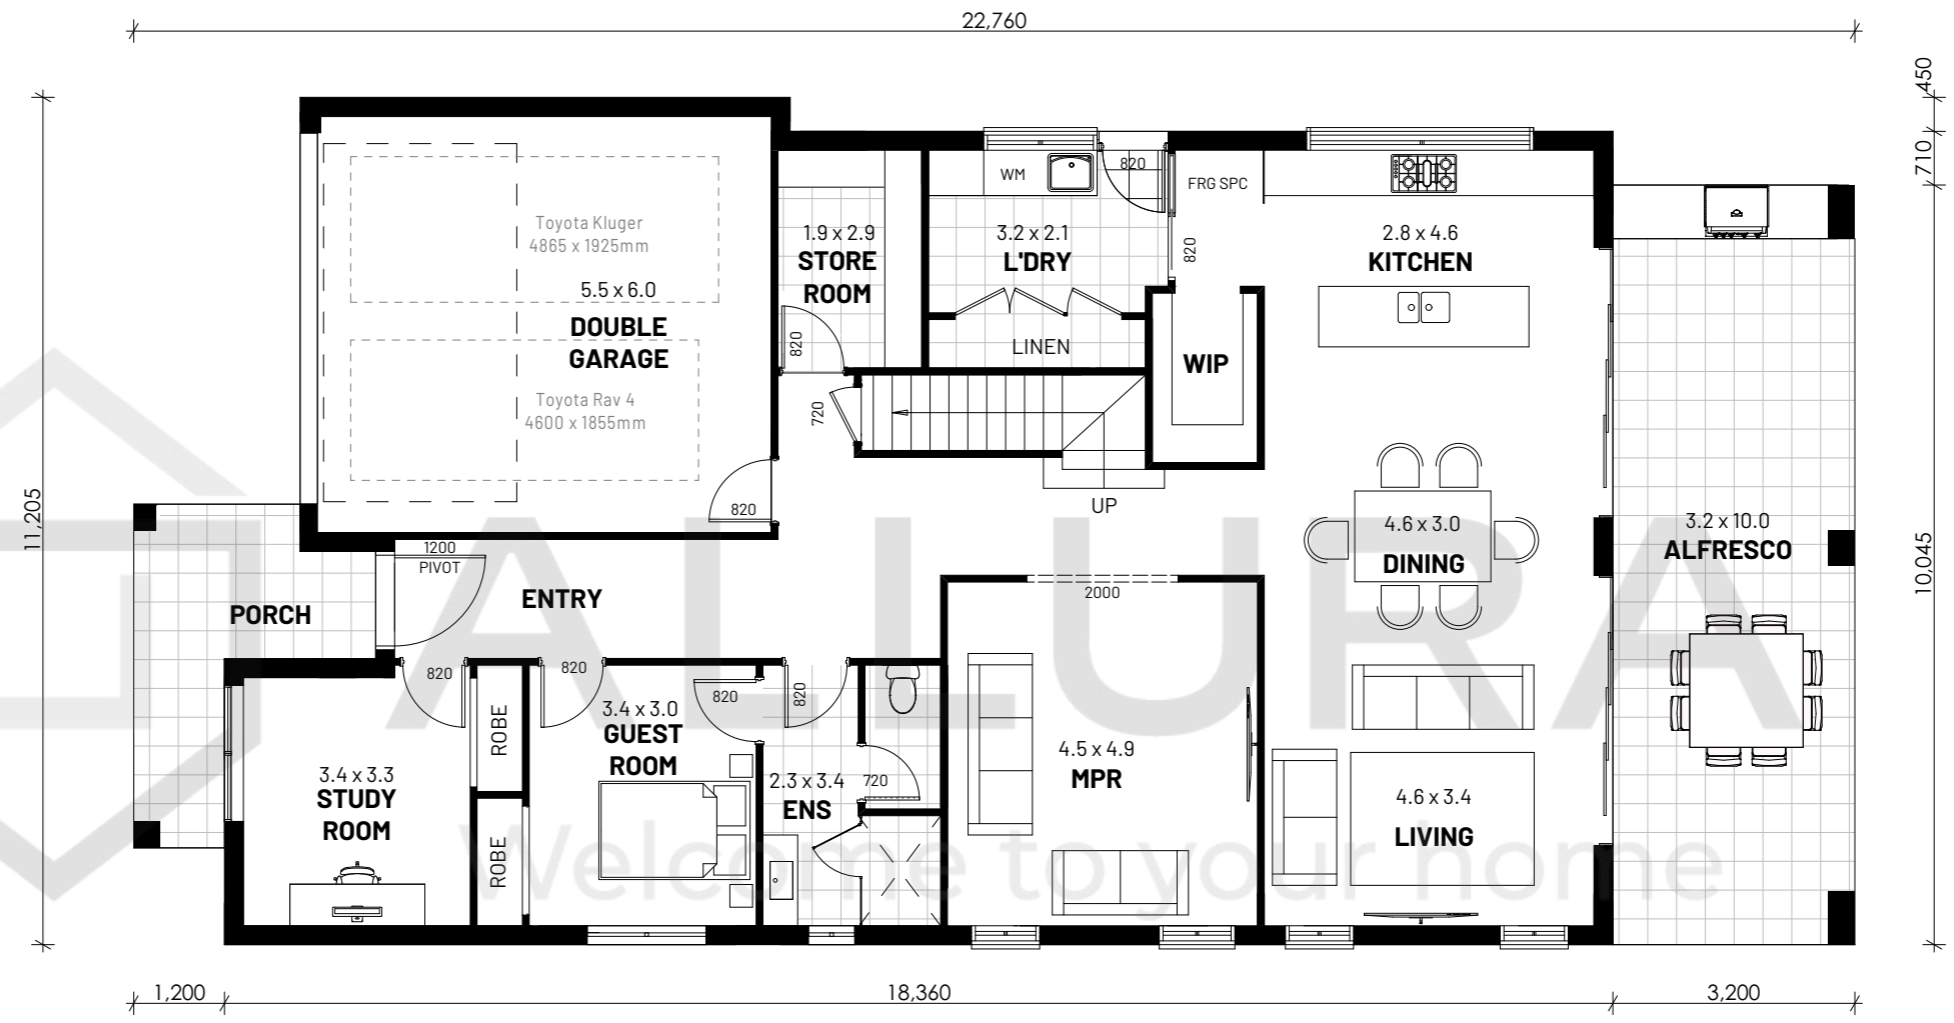 22,760
450
710
11,205
10,045
Toyota Kluger
4865 x 1925mm
5.5 x 6.0
DOUBLE
GARAGE
Toyota Rav 4
4600 x 1855mm
820
1.9 x 2.9
STORE
ROOM
820
720
WM
820
3.2 x 2.1
L'DRY
820
LINEN
FRG SPC
WIP
UP
2.8 x 4.6
KITCHEN
4.6 x 3.0
DINING
3.2 x 10.0
ALFRESCO
1200
PIVOT
PORCH
ENTRY
820
820
820
820
ROBE
ROBE
3.4 x 3.3
STUDY
ROOM
3.4 x 3.0
GUEST
ROOM
2.3 x 3.4
ENS
720
2000
4.5 x 4.9
MPR
4.6 x 3.4
LIVING
ALLURA
Welcome to your home
1,200
18,360
3,200